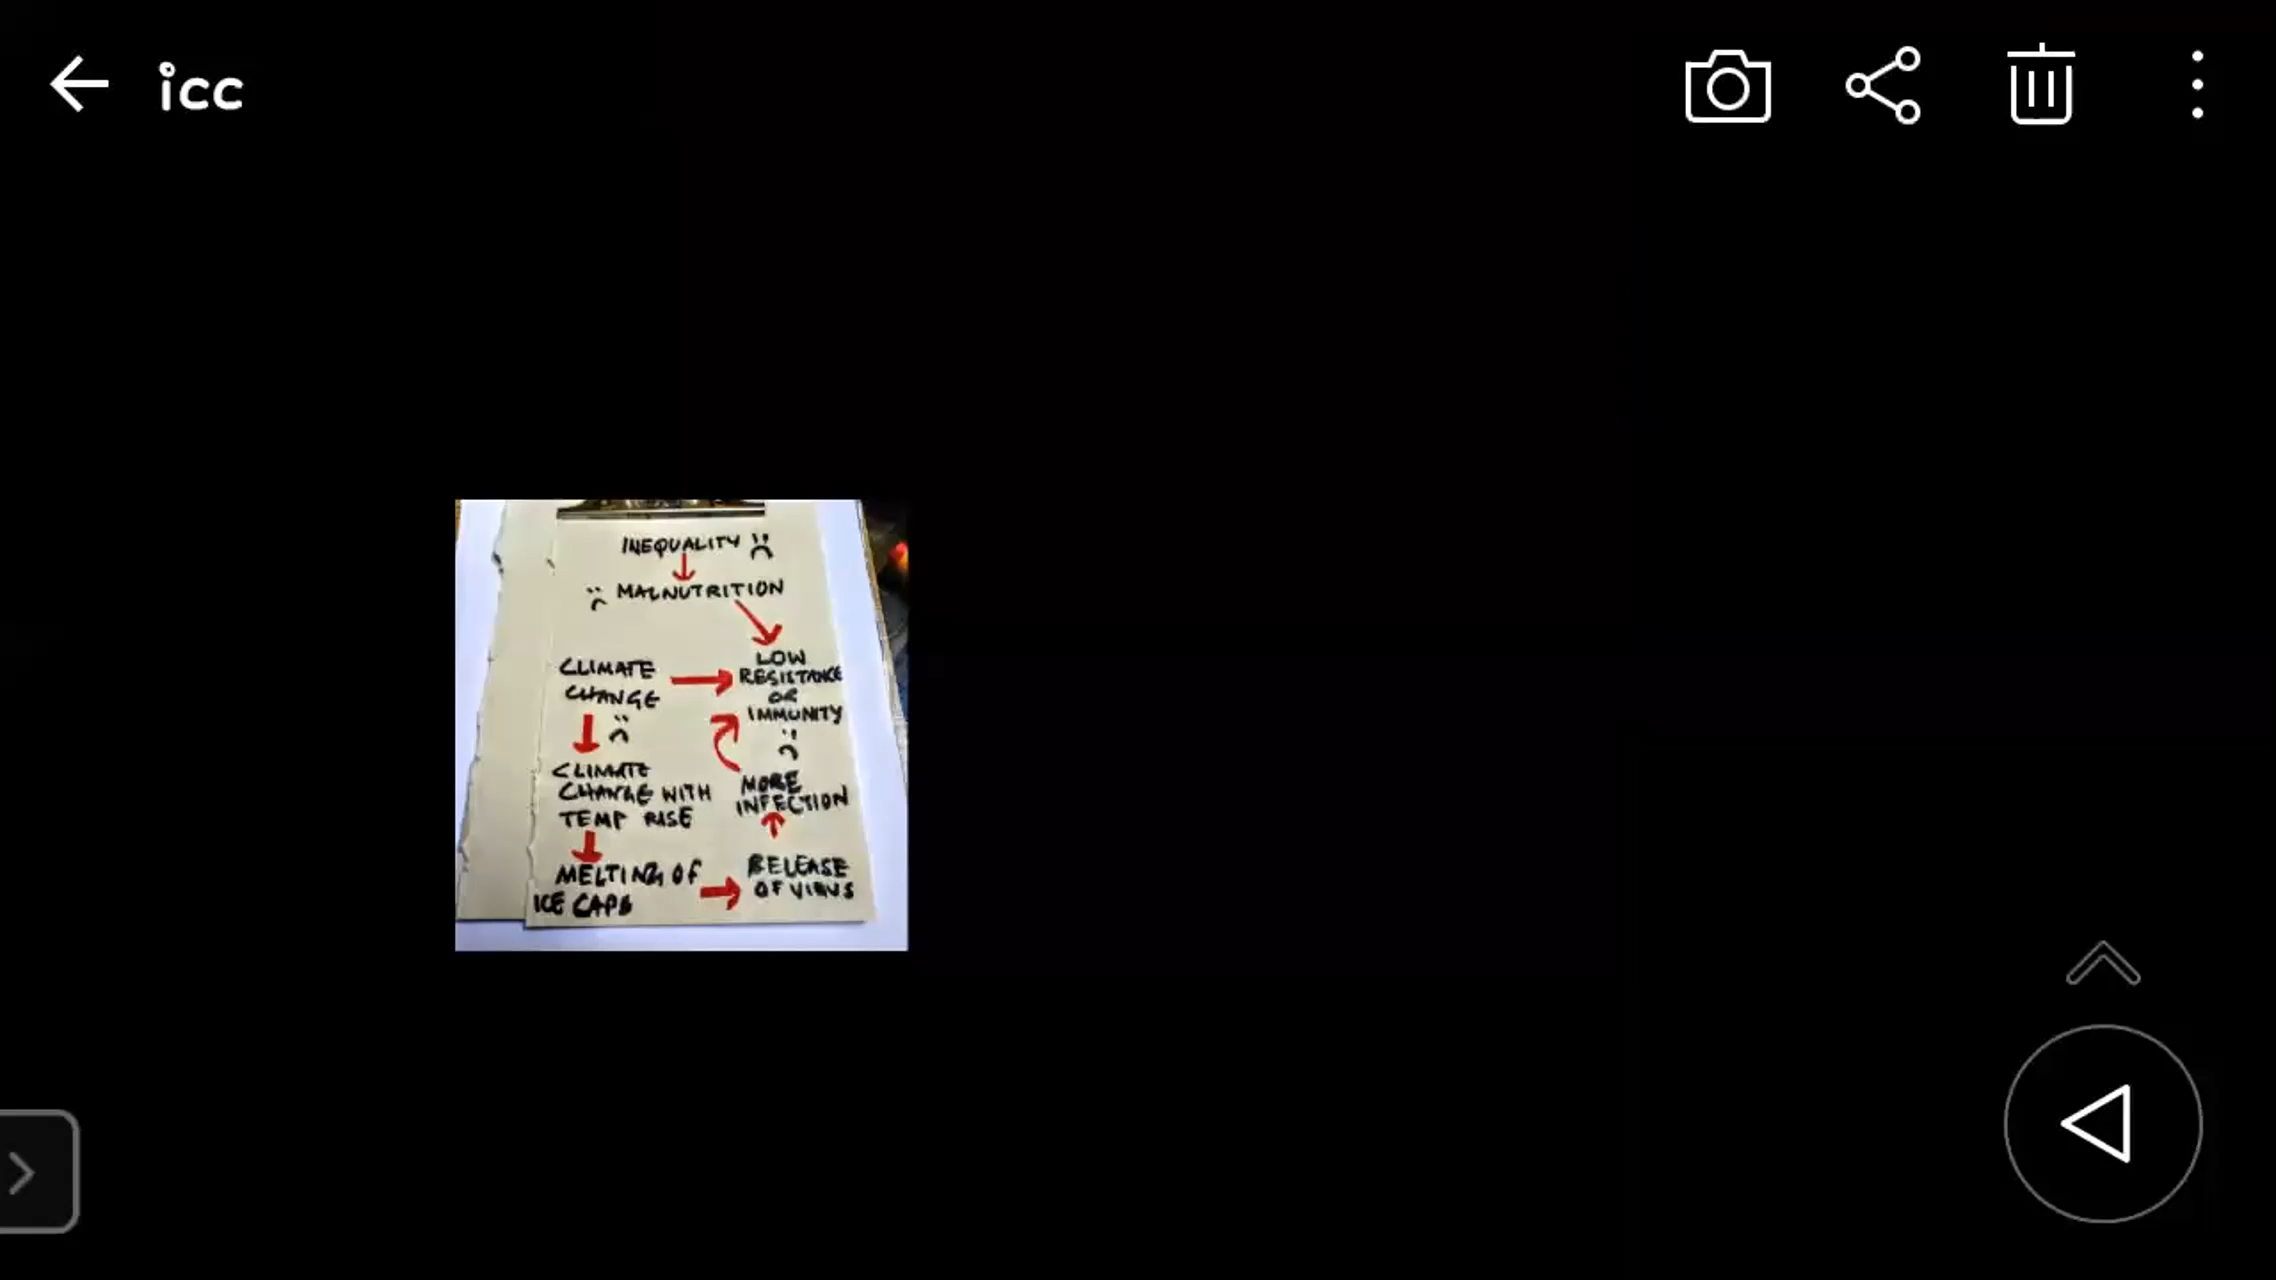 icc
INEQUALITY
MALNUTRITION
LOW
RESISTANCE
OR
IMMUNITY
CLIMATE
CHANGE
CLIMATE
CHANGE WITH
TEMP RISE
MORE
INFECTION
MELTING OF
ICE CAPS
RELEASE
OF VIRUS